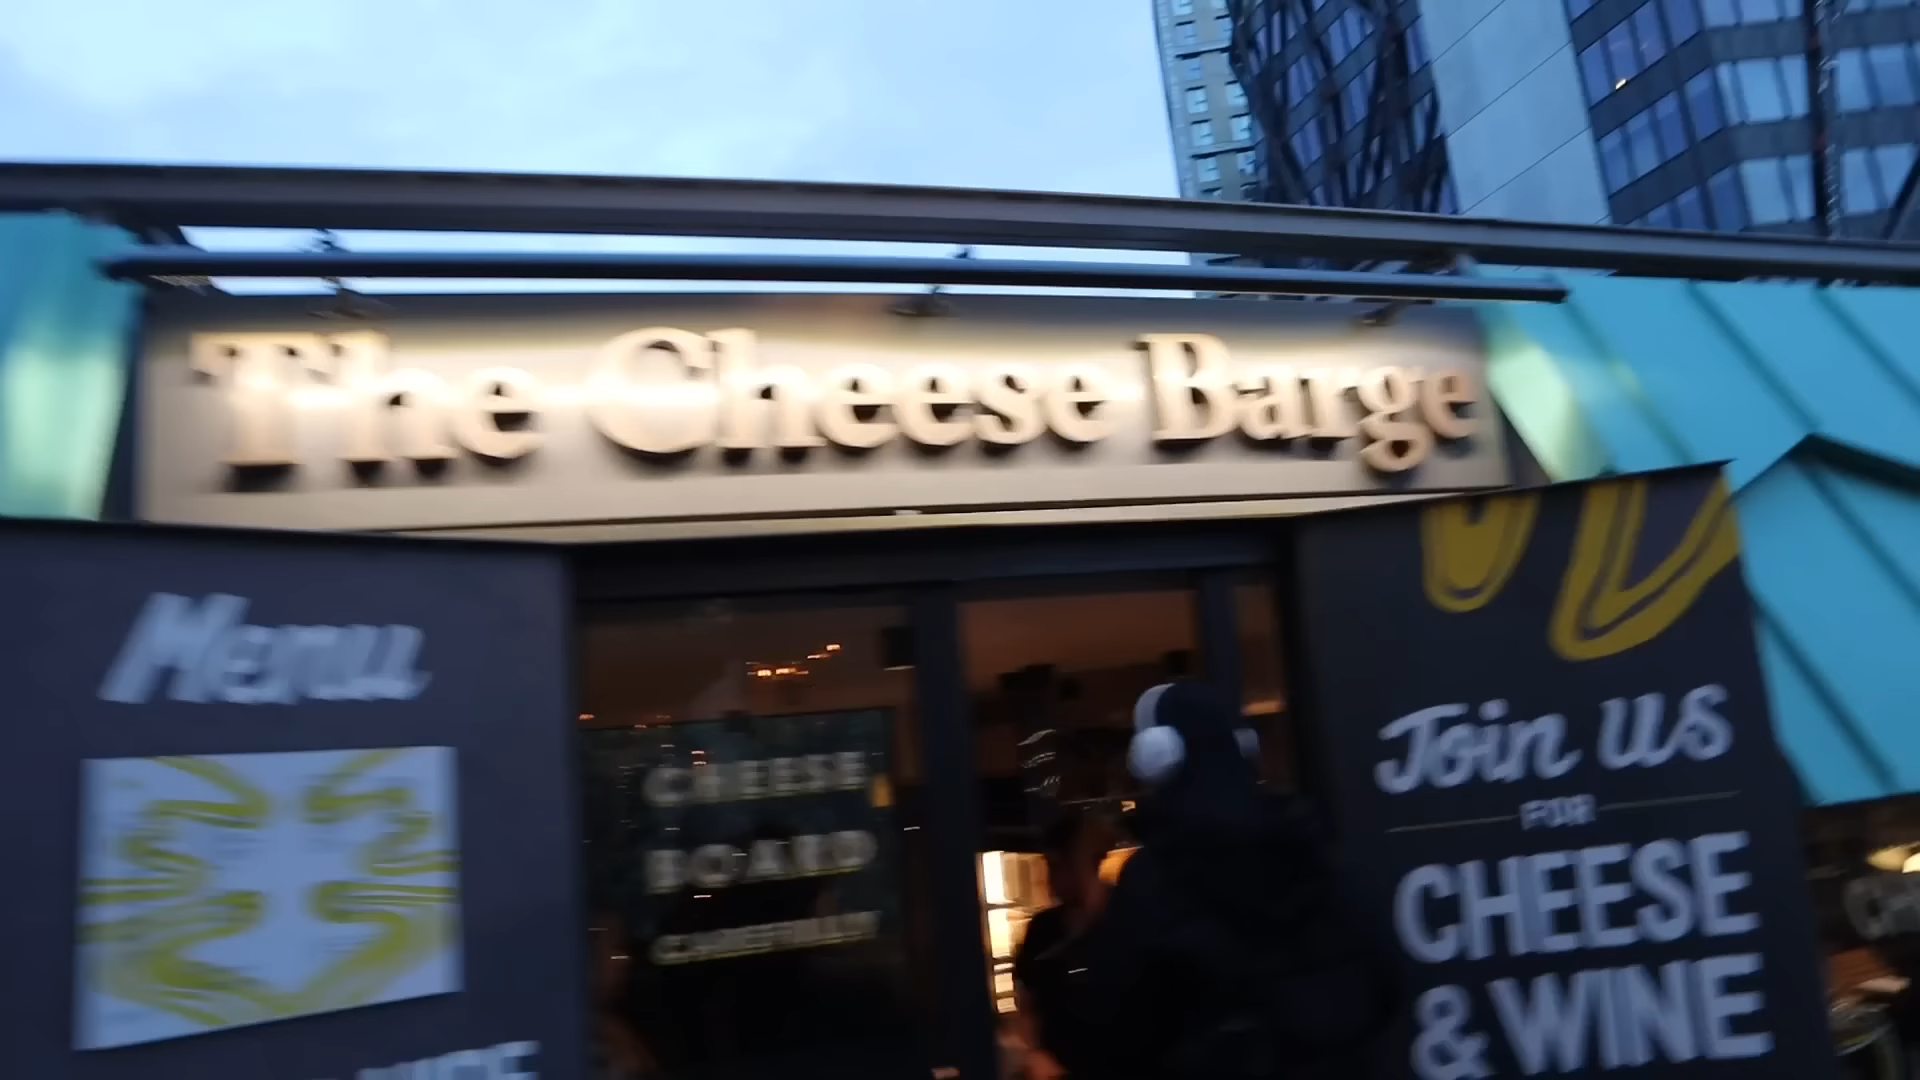 The Cheese Barge
Menu
CHEESE
BOARD
Join us
FOR
CHEESE
& WINE